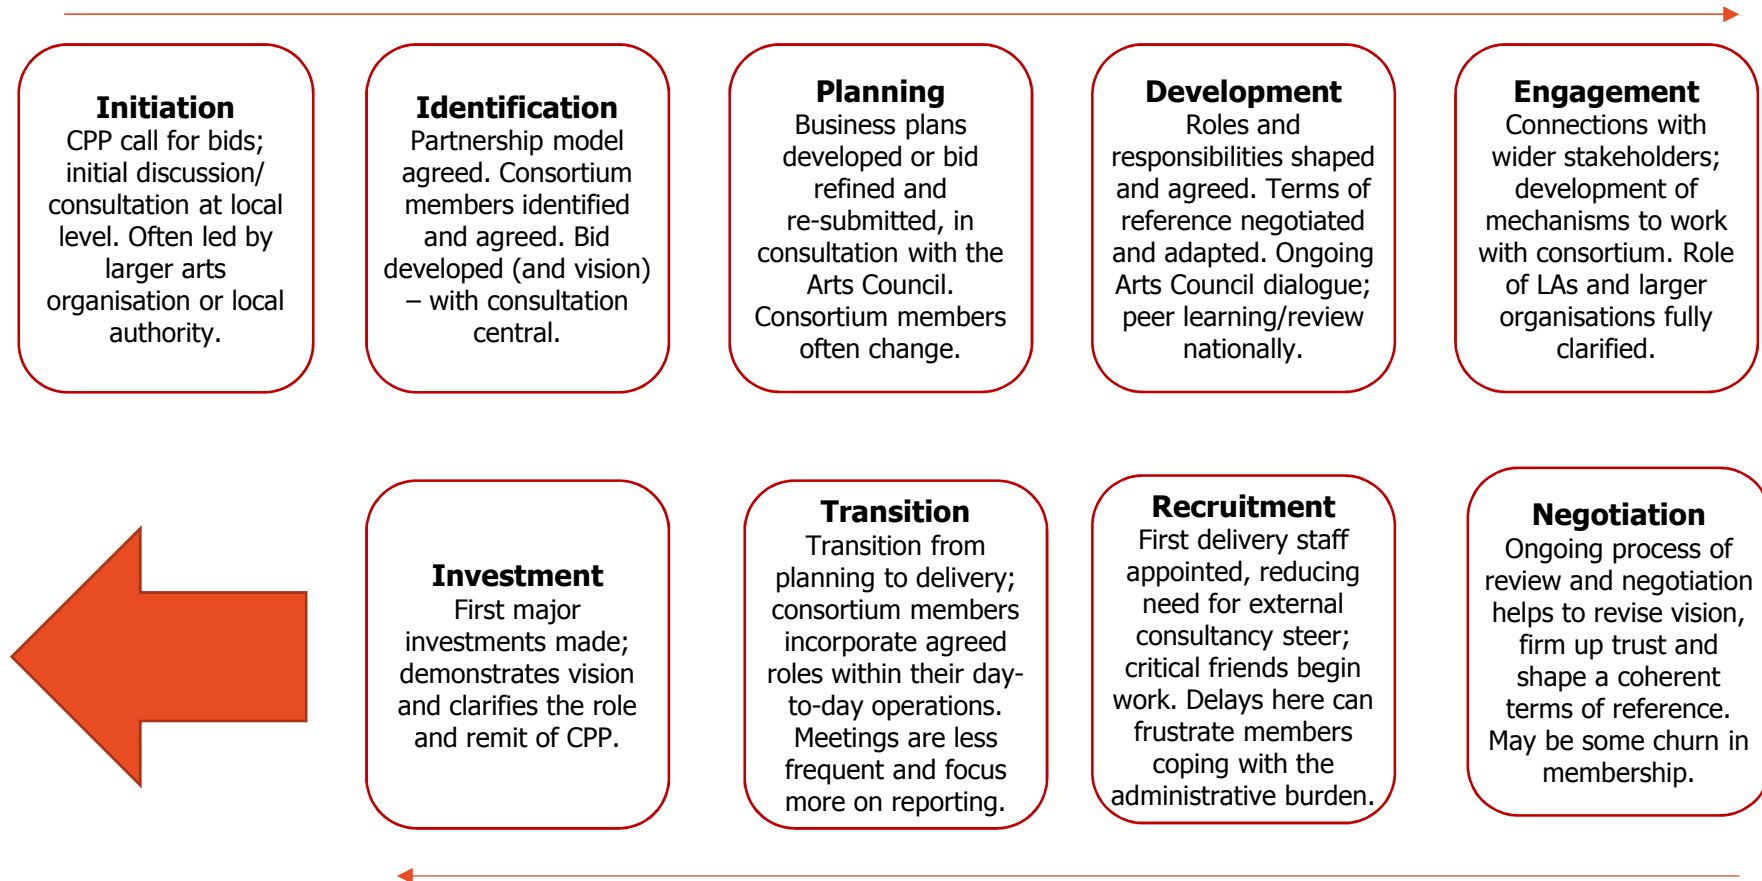 Initiation
CPP call for bids;
initial discussion/
consultation at local
level. Often led by
larger arts
organisation or local
authority.
Identification
Partnership model
agreed. Consortium
members identified
and agreed. Bid
developed (and vision)
– with consultation
central.
Planning
Business plans
developed or bid
refined and
re-submitted, in
consultation with the
Arts Council.
Consortium members
often change.
Development
Roles and
responsibilities shaped
and agreed. Terms of
reference negotiated
and adapted. Ongoing
Arts Council dialogue;
peer learning/review
nationally.
Engagement
Connections with
wider stakeholders;
development of
mechanisms to work
with consortium. Role
of LAs and larger
organisations fully
clarified.
Negotiation
Ongoing process of
review and negotiation
helps to revise vision,
firm up trust and
shape a coherent
terms of reference.
May be some churn in
membership.
Recruitment
First delivery staff
appointed, reducing
need for external
consultancy steer;
critical friends begin
work. Delays here can
frustrate members
coping with the
administrative burden.
Transition
Transition from
planning to delivery;
consortium members
incorporate agreed
roles within their day-
to-day operations.
Meetings are less
frequent and focus
more on reporting.
Investment
First major
investments made;
demonstrates vision
and clarifies the role
and remit of CPP.